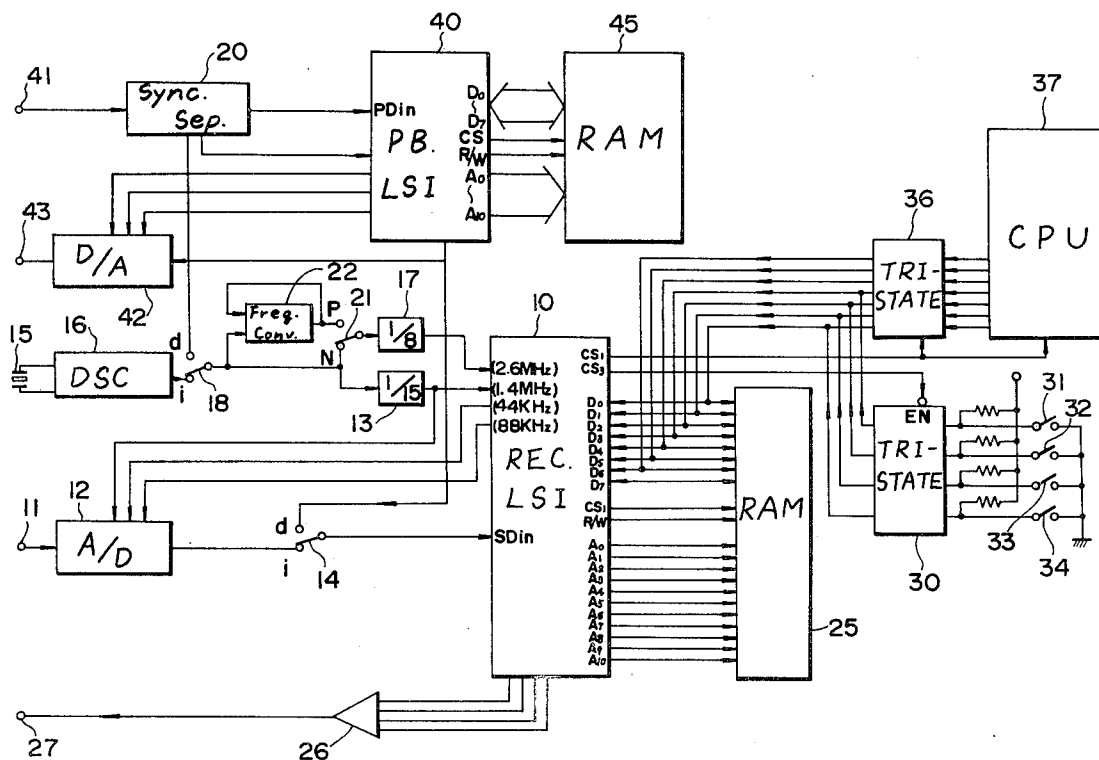 40
45
20
41
Sync.
Sep.
PDin
PB.
LSI
D0
D7
CS
R/W
A0
A10
RAM
37
CPU
36
TRI-
STATE
43
D/A
42
22
Freq.
Conv.
P
21
N
17
1/8
10
15
16
DSC
d
i
18
1/15
13
(2.6MHz)
(1.4MHz)
(44KHz)
(88KHz)
REC.
LSI
SDin
CS1
CS3
D0
D1
D2
D3
D4
D5
D6
D7
CS1
R/W
A0
A1
A2
A3
A4
A5
A6
A7
A8
A9
A10
RAM
25
EN
TRI-
STATE
30
31
32
33
34
11
12
A/D
d
i
14
26
27